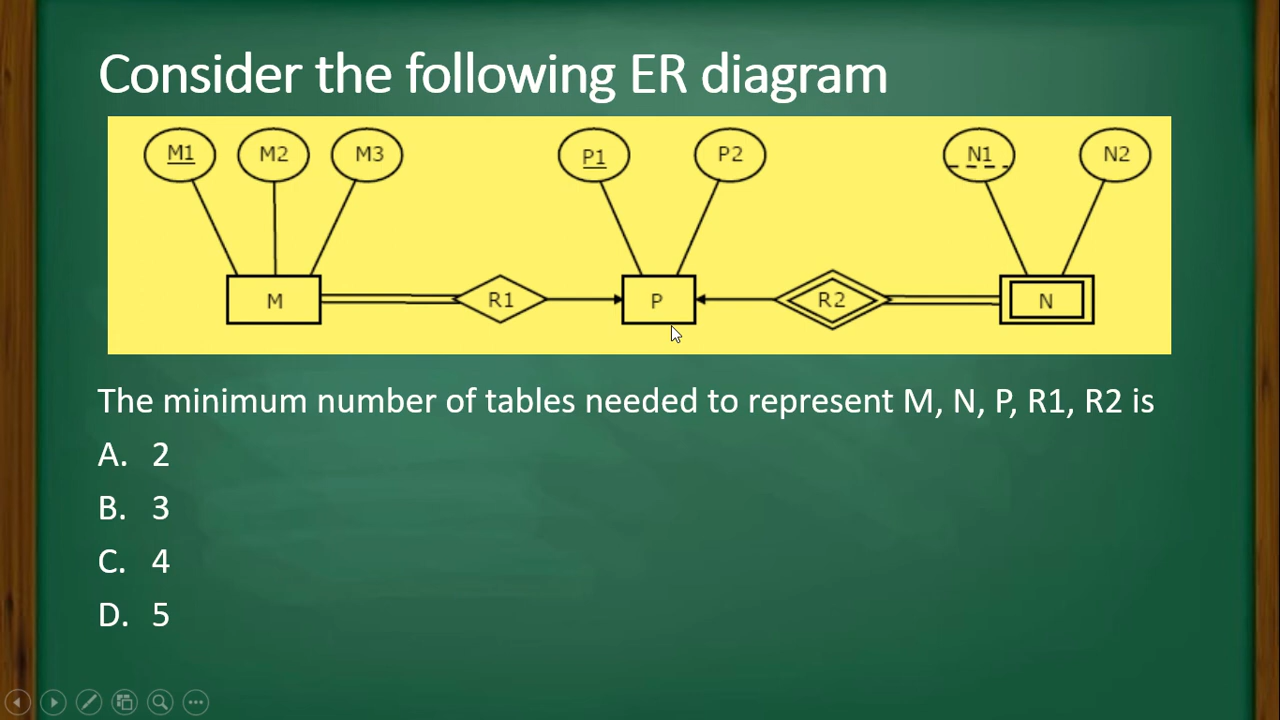 Consider the following ER diagram
M1 M2 M3 P1 P2 N1 N2
M R1 P R2 N
The minimum number of tables needed to represent M, N, P, R1, R2 is
A. 2
B. 3
C. 4
D. 5